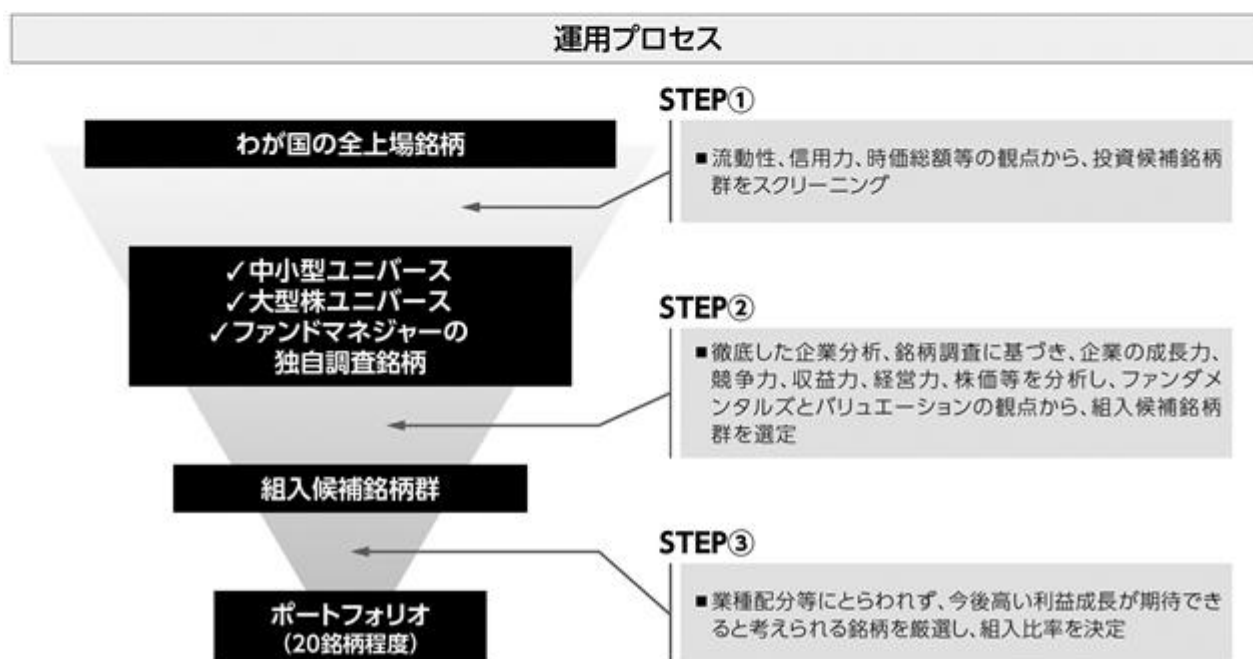 運用プロセス
わが国の全上場銘柄
STEP①
■流動性、信用力、時価総額等の観点から、投資候補銘柄
群をスクリーニング
✓中小型ユニバース
✓大型株ユニバース
✓ファンドマネジャーの
独自調査銘柄
STEP②
■徹底した企業分析、銘柄調査に基づき、企業の成長力、
競争力、収益力、経営力、株価等を分析し、ファンダメ
ンタルズとバリュエーションの観点から、組入候補銘柄
群を選定
組入候補銘柄群
STEP③
■業種配分等にとらわれず、今後高い利益成長が期待でき
ると考えられる銘柄を厳選し、組入比率を決定
ポートフォリオ
(20銘柄程度)